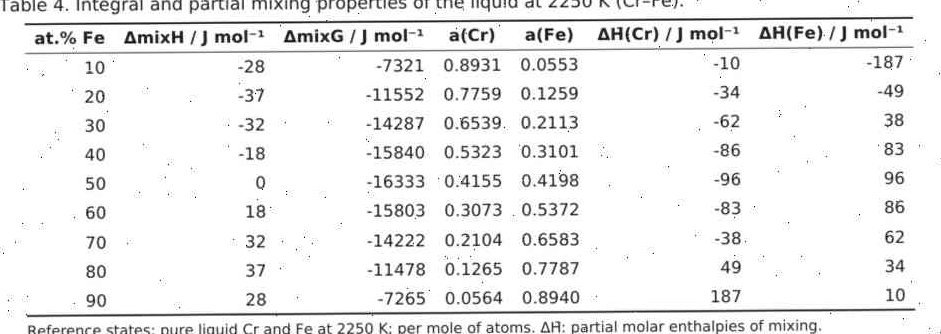 Table 4. Integral and partial mixing properties of the liquid at 2250 K (Cr–Fe).
at.% Fe ΔmixH / J mol⁻¹ ΔmixG / J mol⁻¹ a(Cr) a(Fe) ΔH̄(Cr) / J mol⁻¹ ΔH̄(Fe) / J mol⁻¹
10 -28 -7321 0.8931 0.0553 -10 -187
20 -37 -11552 0.7759 0.1259 -34 -49
30 -32 -14287 0.6539 0.2113 -62 38
40 -18 -15840 0.5323 0.3101 -86 83
50 0 -16333 0.4155 0.4198 -96 96
60 18 -15803 0.3073 0.5372 -83 86
70 32 -14222 0.2104 0.6583 -38 62
80 37 -11478 0.1265 0.7787 49 34
90 28 -7265 0.0564 0.8940 187 10
Reference states: pure liquid Cr and Fe at 2250 K; per mole of atoms. ΔH̄: partial molar enthalpies of mixing.